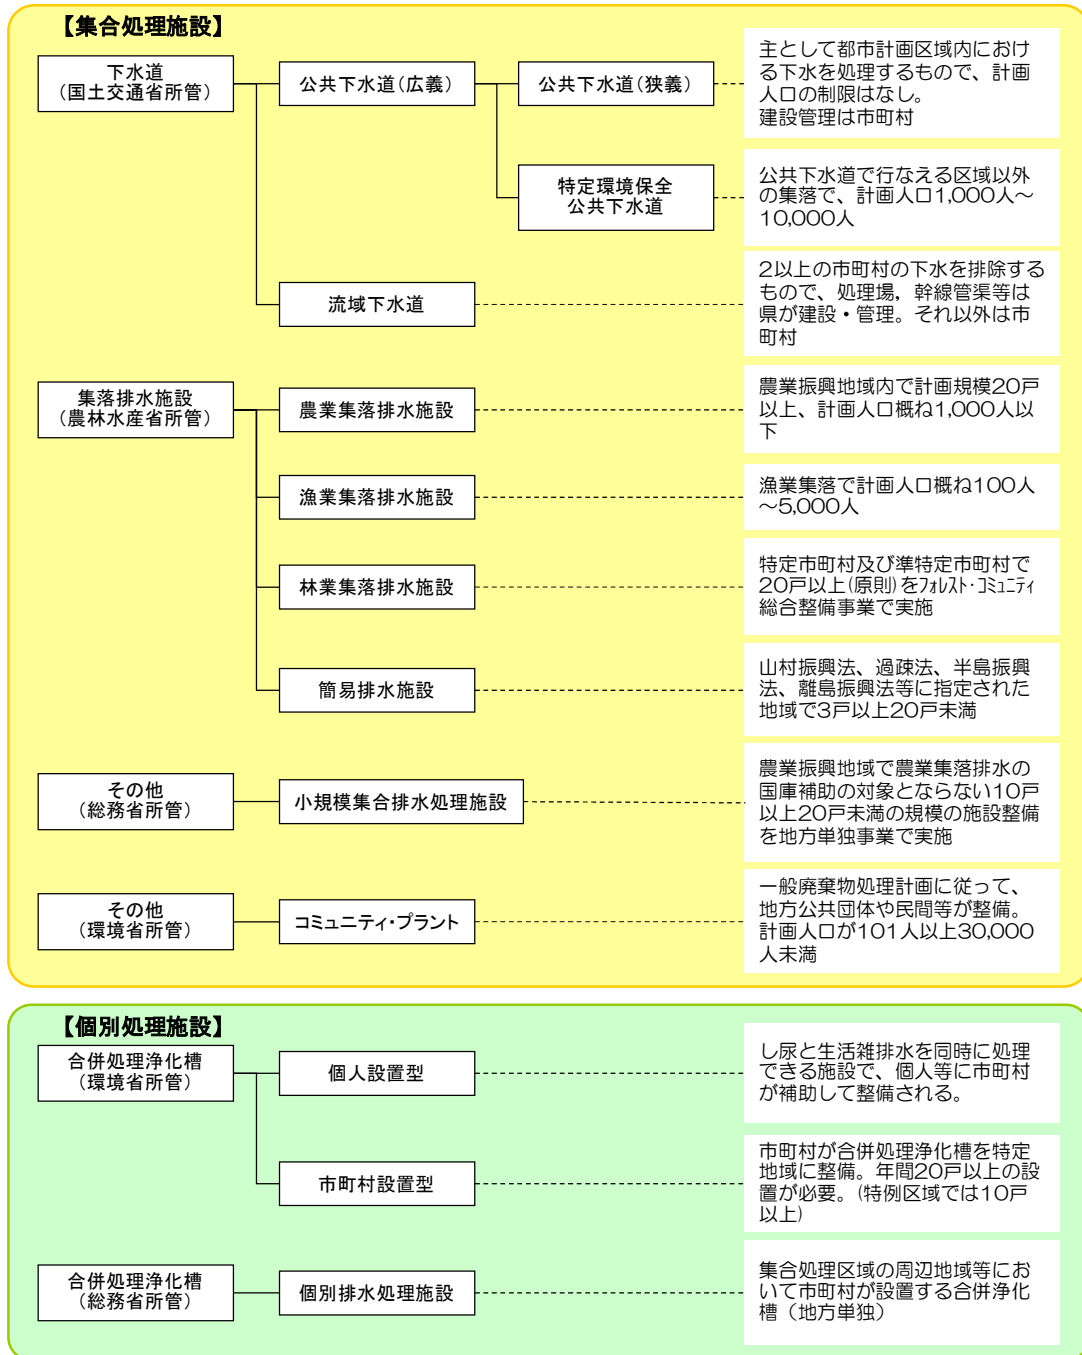 【集合処理施設】
下水道
（国土交通省所管）
公共下水道（広義）
公共下水道（狭義）
主として都市計画区域内におけ
る下水を処理するもので、計画
人口の制限はなし。
建設管理は市町村
特定環境保全
公共下水道
公共下水道で行なえる区域以外
の集落で、計画人口1,000人～
10,000人
流域下水道
2以上の市町村の下水を排除する
もので、処理場，幹線管渠等は
県が建設・管理。それ以外は市
町村
集落排水施設
（農林水産省所管）
農業集落排水施設
農業振興地域内で計画規模20戸
以上、計画人口概ね1,000人以
下
漁業集落排水施設
漁業集落で計画人口概ね100人
～5,000人
林業集落排水施設
特定市町村及び準特定市町村で
20戸以上(原則)をﾌｫﾚｽﾄ･ｺﾐｭﾆﾃｨ
総合整備事業で実施
簡易排水施設
山村振興法、過疎法、半島振興
法、離島振興法等に指定された
地域で3戸以上20戸未満
その他
（総務省所管）
小規模集合排水処理施設
農業振興地域で農業集落排水の
国庫補助の対象とならない10戸
以上20戸未満の規模の施設整備
を地方単独事業で実施
その他
（環境省所管）
コミュニティ・プラント
一般廃棄物処理計画に従って、
地方公共団体や民間等が整備。
計画人口が101人以上30,000
人未満
【個別処理施設】
合併処理浄化槽
（環境省所管）
個人設置型
し尿と生活雑排水を同時に処理
できる施設で、個人等に市町村
が補助して整備される。
市町村設置型
市町村が合併処理浄化槽を特定
地域に整備。年間20戸以上の設
置が必要。(特例区域では10戸
以上)
合併処理浄化槽
（総務省所管）
個別排水処理施設
集合処理区域の周辺地域等にお
いて市町村が設置する合併浄化
槽（地方単独）